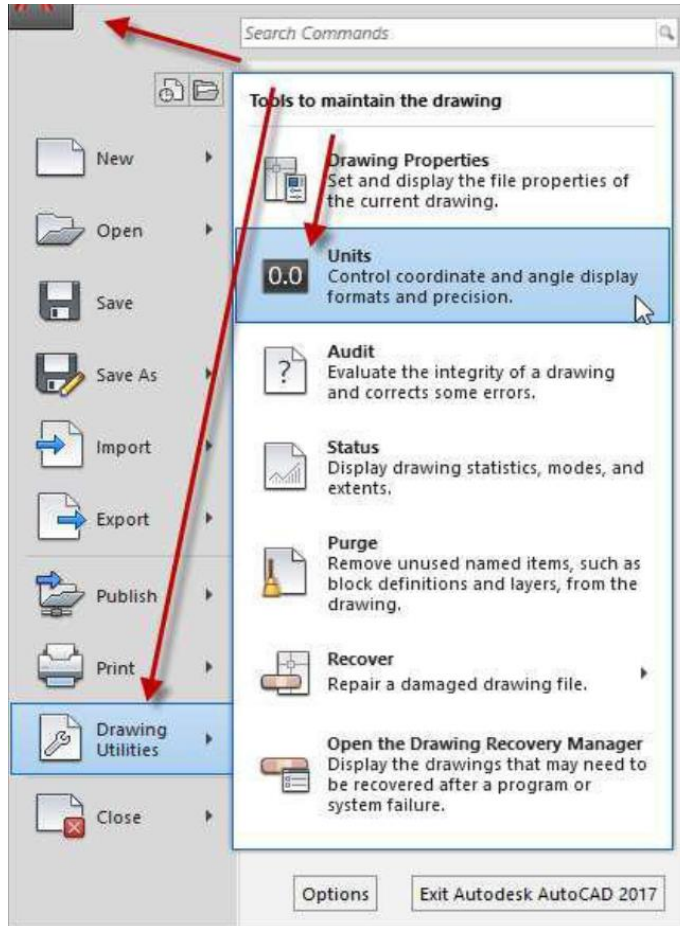 Search Commands
New
Open
Save
Save As
Import
Export
Publish
Print
Drawing
Utilities
Close
Tools to maintain the drawing
Drawing Properties
Set and display the file properties of
the current drawing.
0.0
Units
Control coordinate and angle display
formats and precision.
?
Audit
Evaluate the integrity of a drawing
and corrects some errors.
Status
Display drawing statistics, modes, and
extents.
Purge
Remove unused named items, such as
block definitions and layers, from the
drawing.
Recover
Repair a damaged drawing file.
Open the Drawing Recovery Manager
Display the drawings that may need to
be recovered after a program or
system failure.
Options
Exit Autodesk AutoCAD 2017